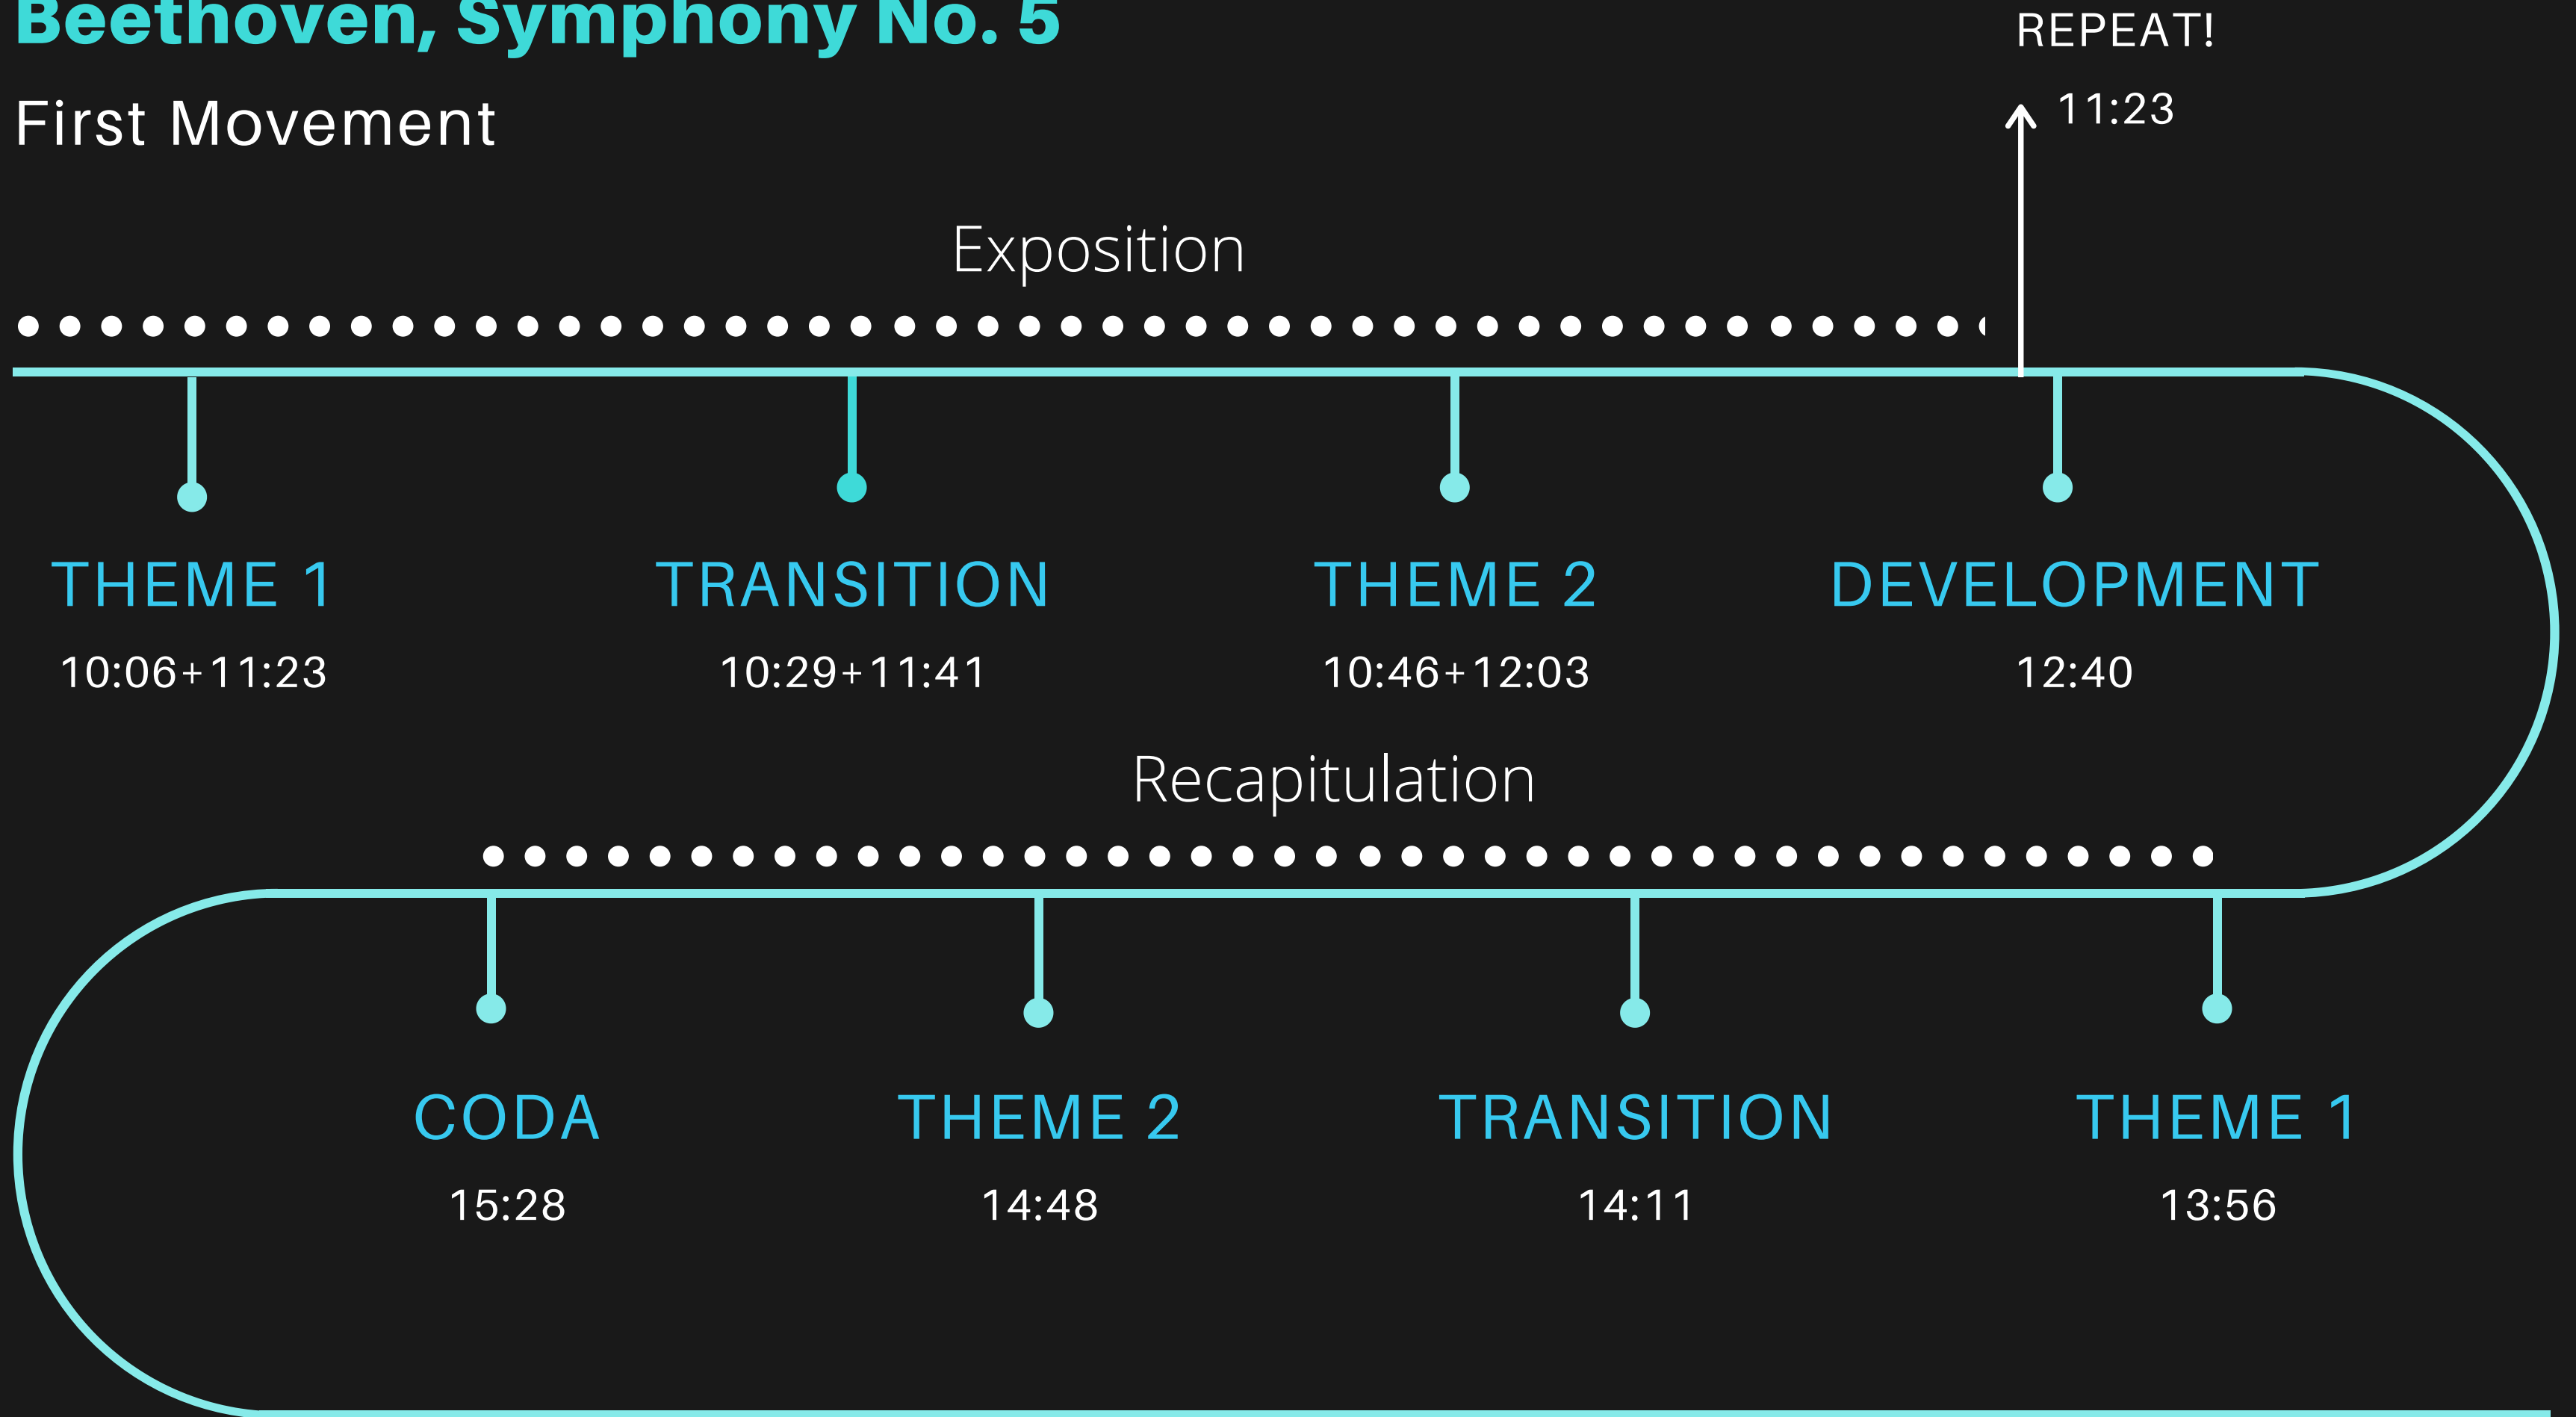 Beethoven, Symphony No. 5
First Movement
REPEAT!
11:23
Exposition
THEME 1
10:06+11:23
TRANSITION
10:29+11:41
THEME 2
10:46+12:03
DEVELOPMENT
12:40
Recapitulation
CODA
15:28
THEME 2
14:48
TRANSITION
14:11
THEME 1
13:56